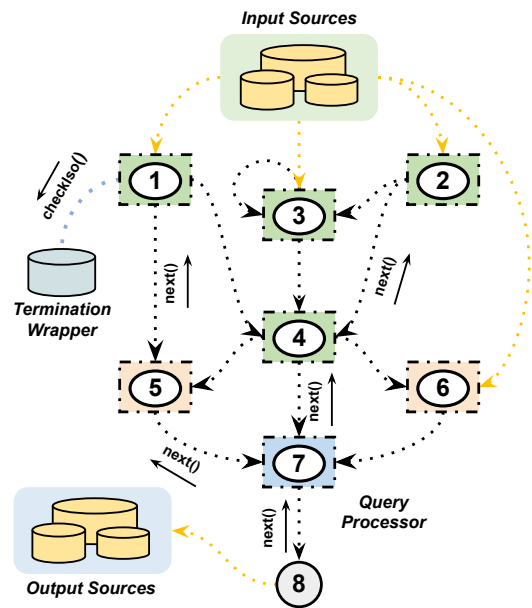 Input Sources
checkIso()
1
2
3
Termination
Wrapper
next()
next()
4
5
6
next()
next()
7
Query
Processor
next()
8
Output Sources